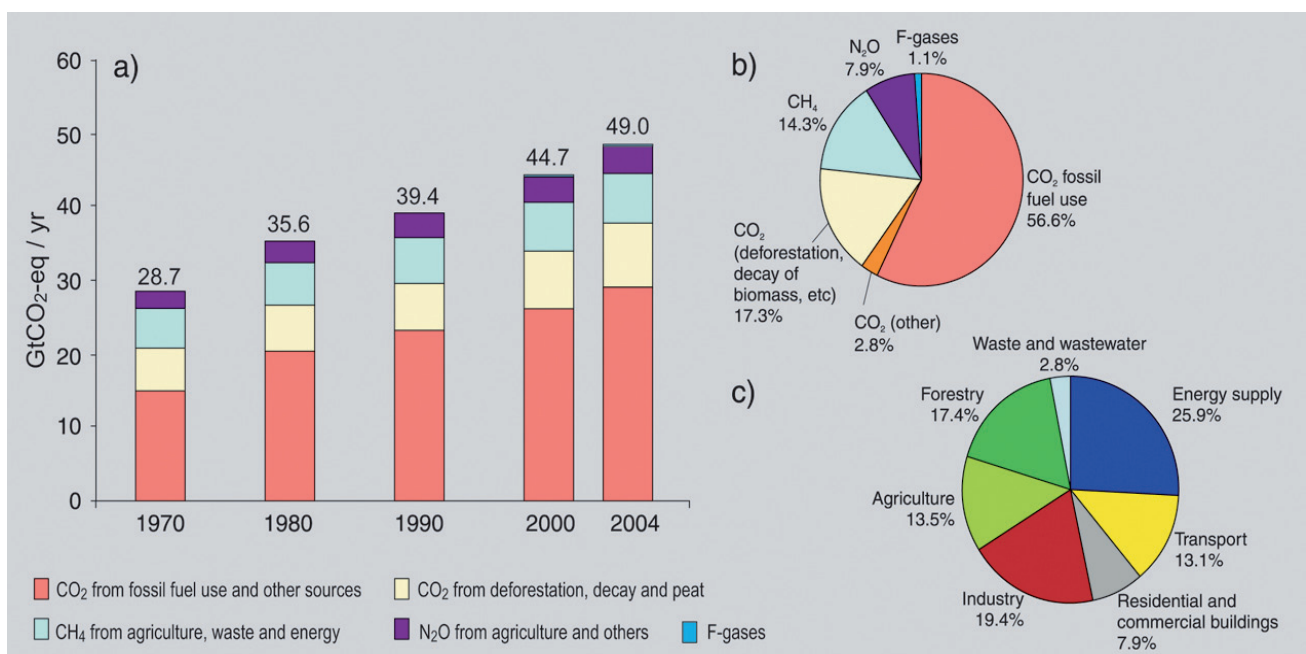 a)
GtCO₂-eq / yr
60
50
40
30
20
10
0
28.7
35.6
39.4
44.7
49.0
1970
1980
1990
2000
2004
CO₂ from fossil fuel use and other sources
CO₂ from deforestation, decay and peat
CH₄ from agriculture, waste and energy
N₂O from agriculture and others
F-gases
b)
F-gases
1.1%
N₂O
7.9%
CH₄
14.3%
CO₂ fossil
fuel use
56.6%
CO₂
(deforestation,
decay of
biomass, etc)
17.3%
CO₂ (other)
2.8%
c)
Waste and wastewater
2.8%
Forestry
17.4%
Energy supply
25.9%
Agriculture
13.5%
Transport
13.1%
Industry
19.4%
Residential and
commercial buildings
7.9%